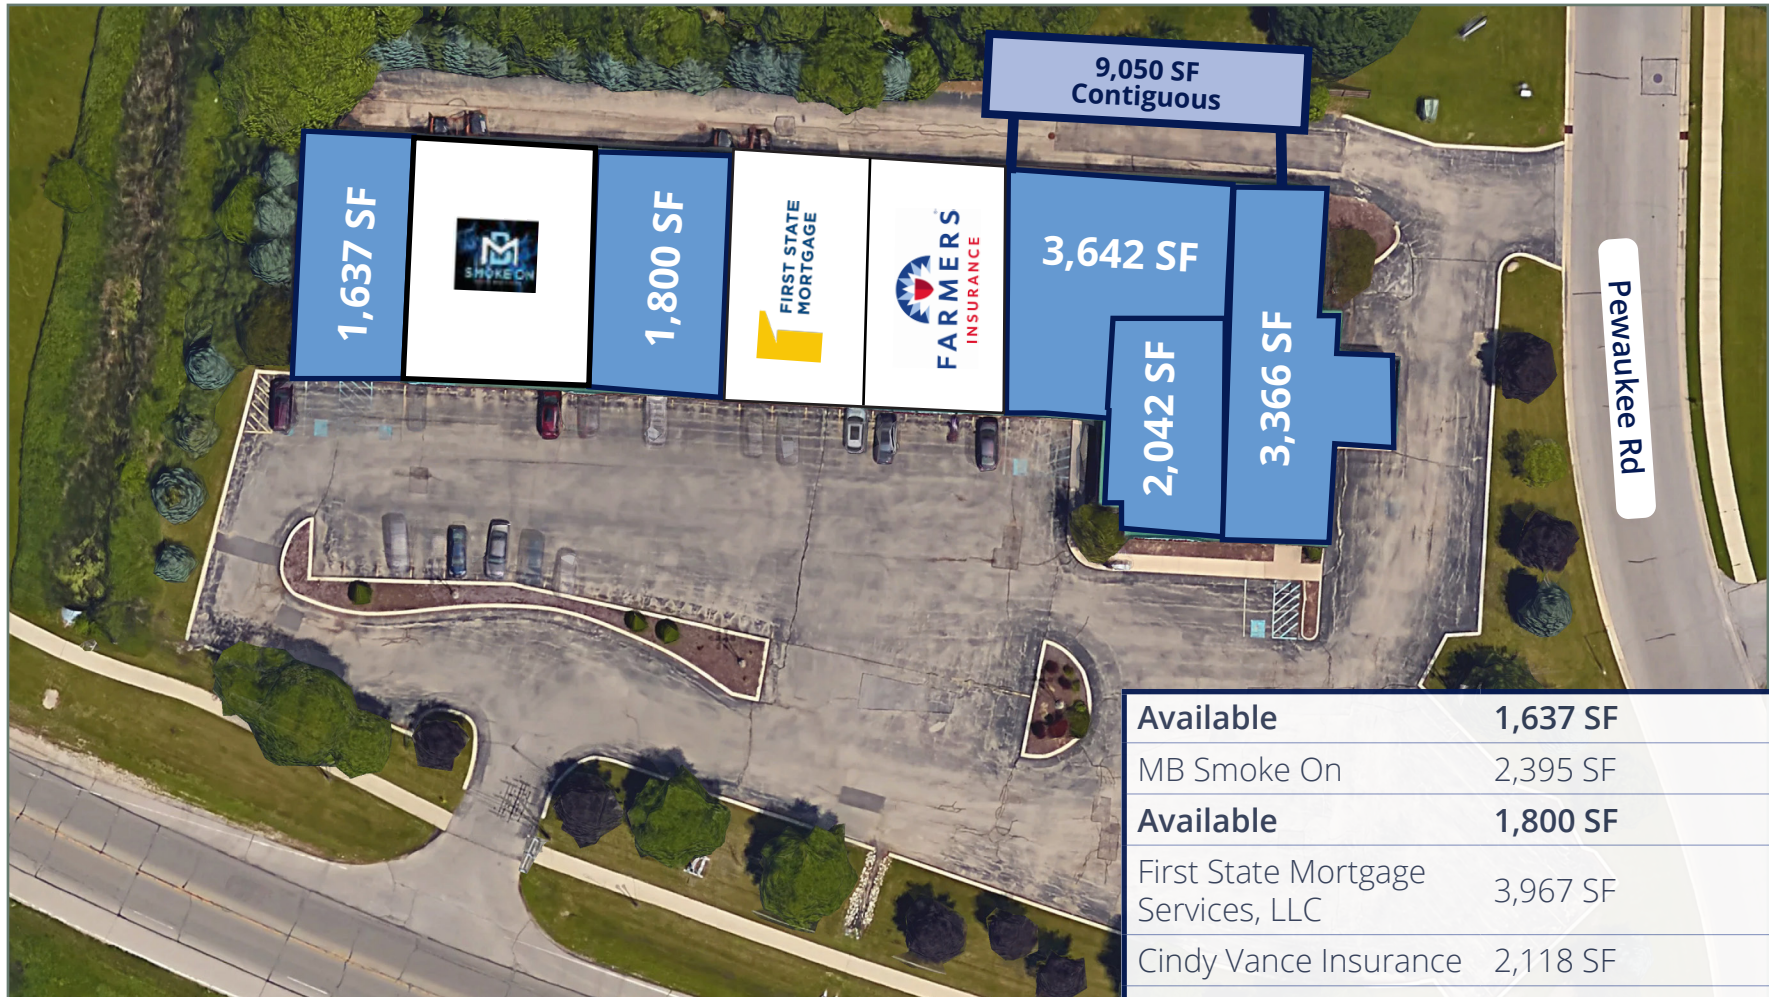 9,050 SF
Contiguous
1,637 SF
SMOKE ON
1,800 SF
FIRST STATE
MORTGAGE
FARMERS
INSURANCE
3,642 SF
2,042 SF
3,366 SF
Pewaukee Rd
Available 1,637 SF
MB Smoke On 2,395 SF
Available 1,800 SF
First State Mortgage
Services, LLC 3,967 SF
Cindy Vance Insurance 2,118 SF